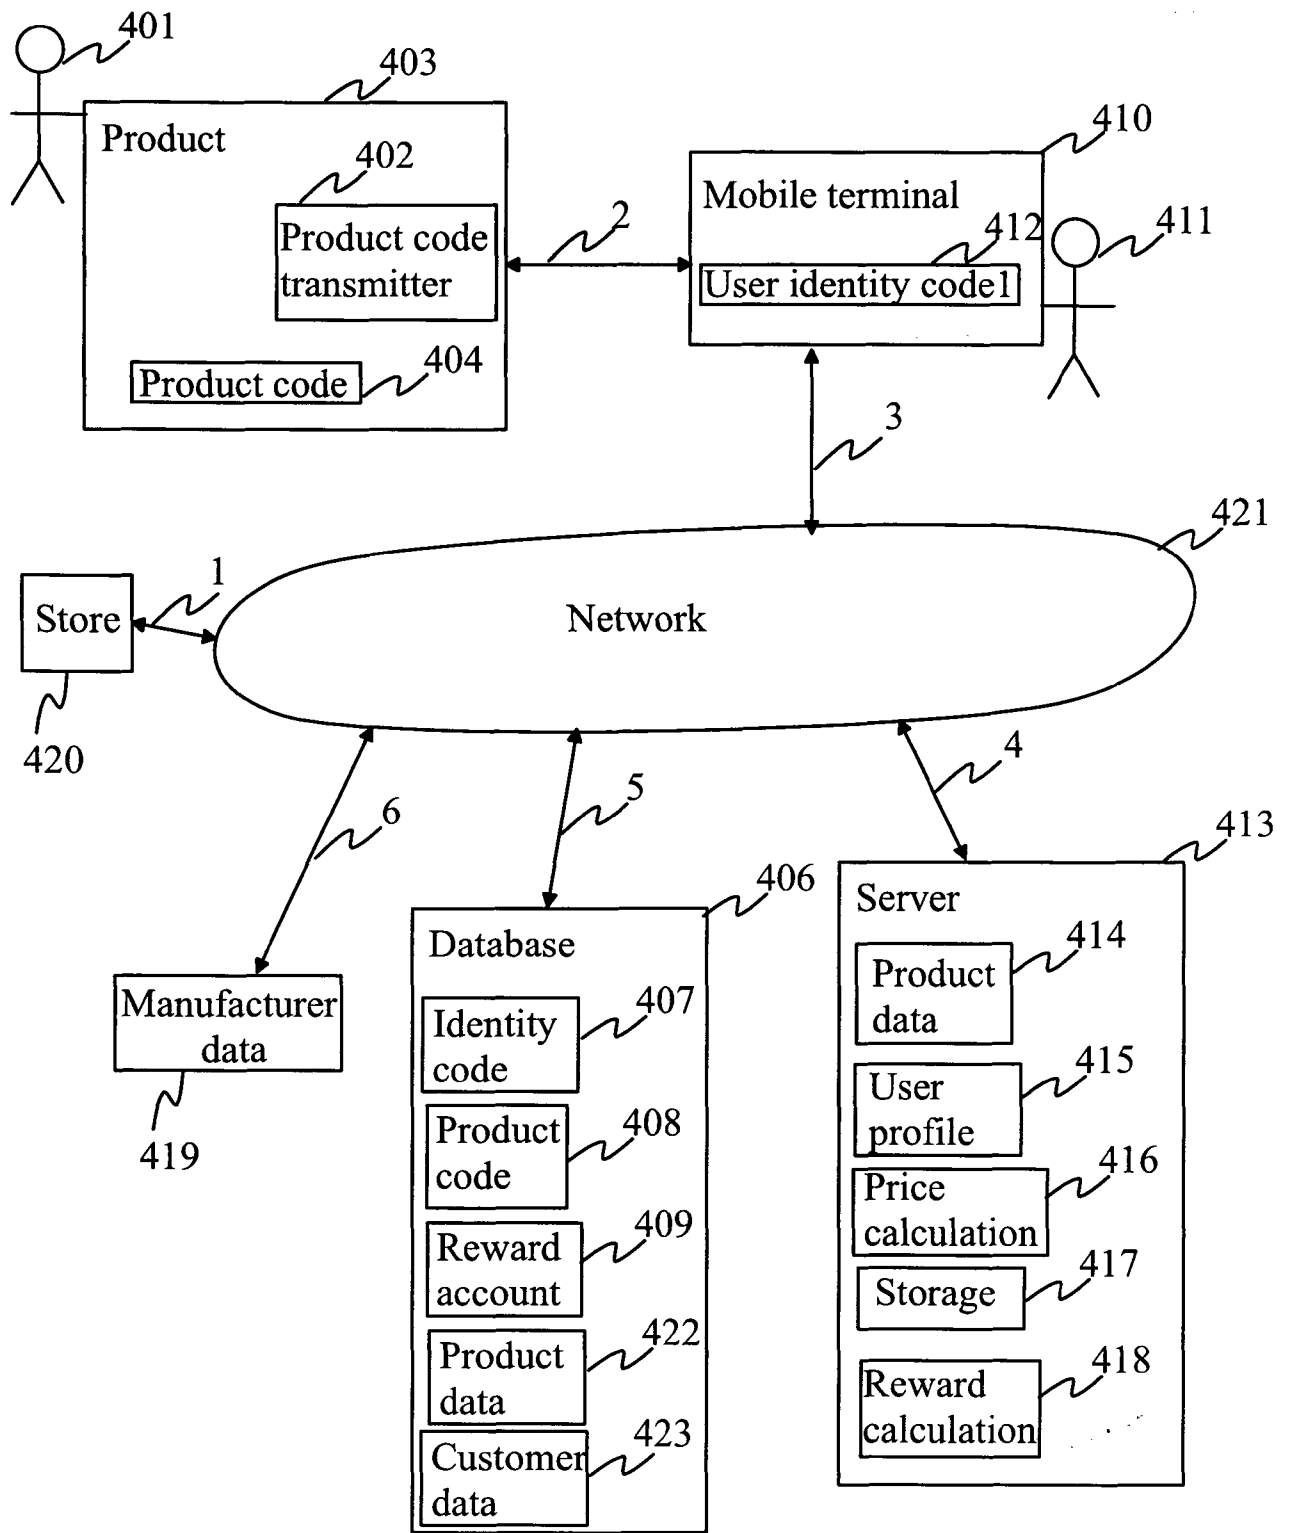 401
403
Product
402
Product code
transmitter
Product code
404
2
410
Mobile terminal
412
User identity code1
411
3
421
Network
1
Store
420
6
5
4
Manufacturer
data
419
406
Database
Identity
code
407
Product
code
408
Reward
account
409
Product
data
422
Customer
data
423
413
Server
Product
data
414
User
profile
415
Price
calculation
416
Storage
417
Reward
calculation
418